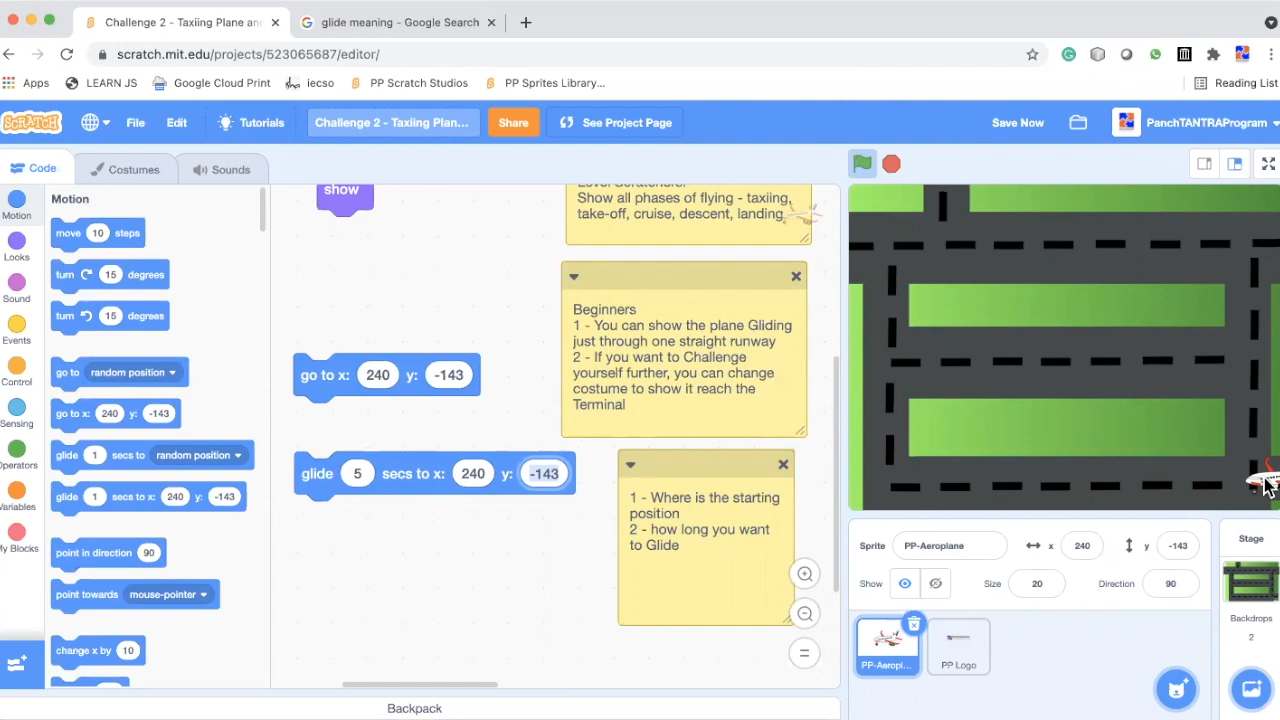 Challenge 2 - Taxiing Plane and
glide meaning - Google Search
scratch.mit.edu/projects/523065687/editor/
Apps
LEARN JS
Google Cloud Print
iecso
PP Scratch Studios
PP Sprites Library...
Reading List
SCRATCH
File
Edit
Tutorials
Challenge 2 - Taxiing Plan...
Share
See Project Page
Save Now
PanchTANTRAProgram
Code
Costumes
Sounds
Motion
Looks
Sound
Events
Control
Sensing
Operators
Variables
My Blocks
Motion
move 10 steps
turn 15 degrees
turn 15 degrees
go to random position
go to x: 240 y: -143
glide 1 secs to random position
glide 1 secs to x: 240 y: -143
point in direction 90
point towards mouse-pointer
change x by 10
show
go to x: 240 y: -143
glide 5 secs to x: 240 y: -143
Show all phases of flying - taxiing,
take-off, cruise, descent, landing
Beginners
1 - You can show the plane Gliding
just through one straight runway
2 - If you want to Challenge
yourself further, you can change
costume to show it reach the
Terminal
1 - Where is the starting
position
2 - how long you want
to Glide
Sprite
PP-Aeroplane
x 240
y -143
Show
Size 20
Direction 90
PP-Aeropl...
PP Logo
Stage
Backdrops
2
Backpack